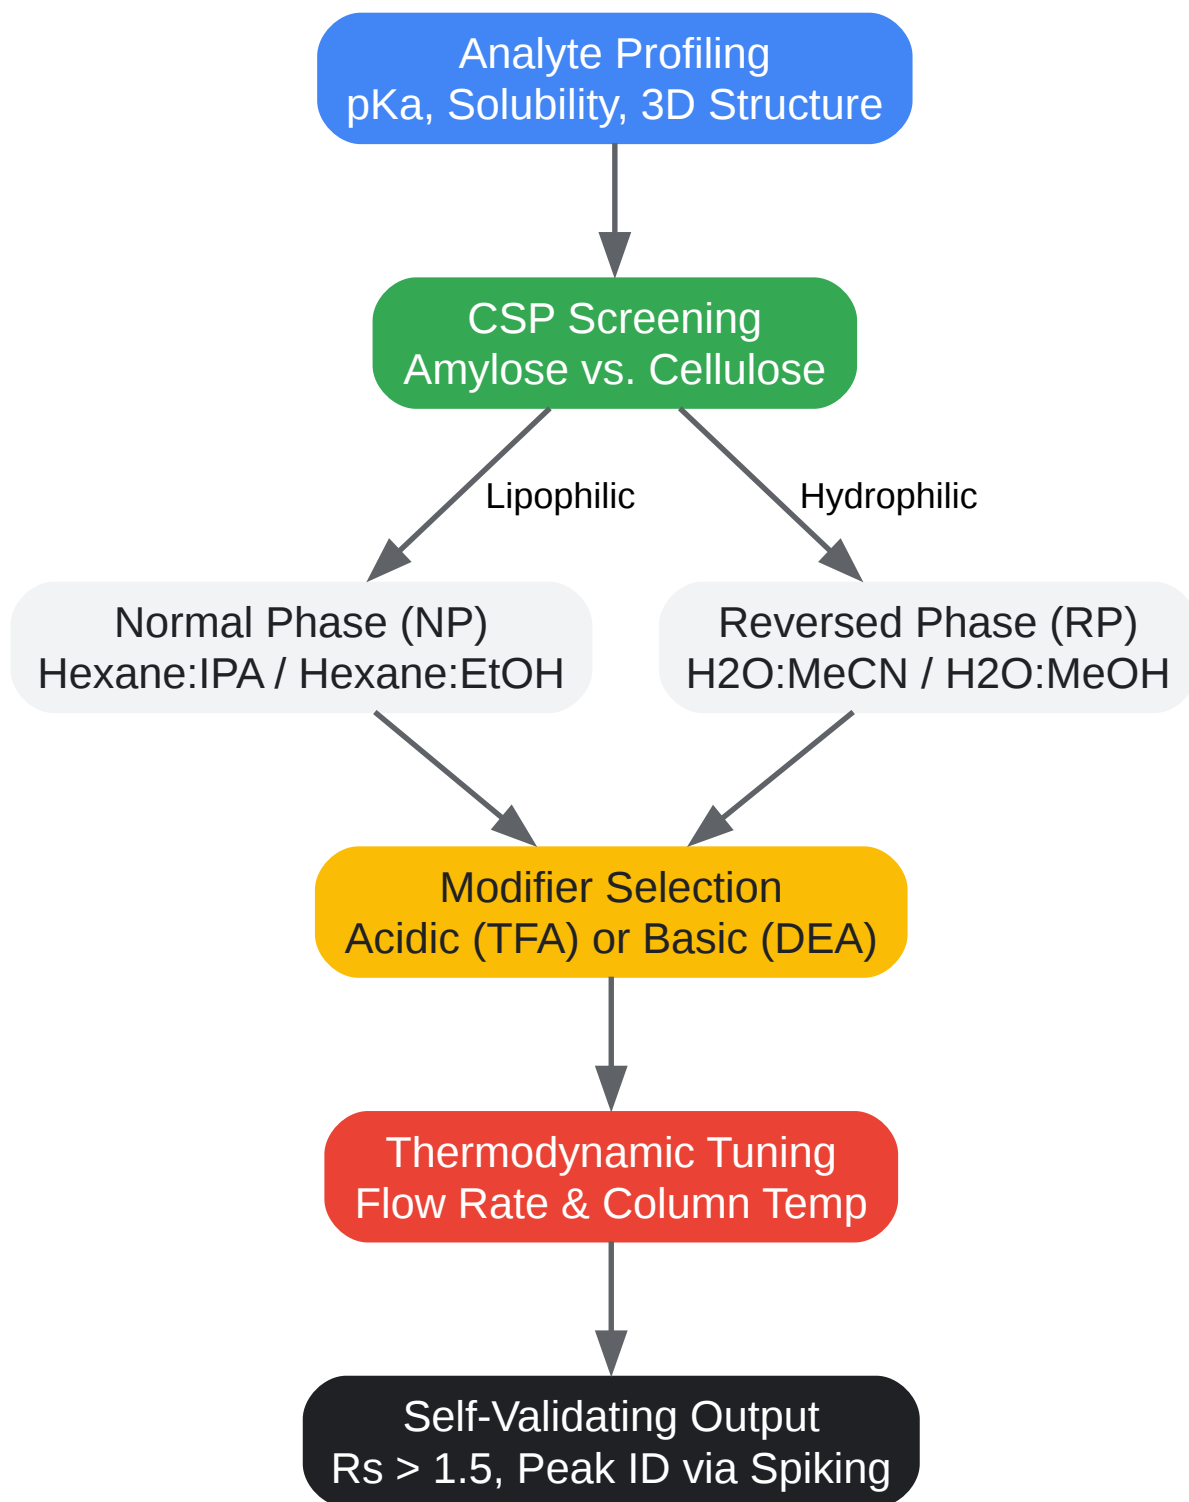 Analyte Profiling
pKa, Solubility, 3D Structure
CSP Screening
Amylose vs. Cellulose
Lipophilic
Hydrophilic
Normal Phase (NP)
Hexane:IPA / Hexane:EtOH
Reversed Phase (RP)
H2O:MeCN / H2O:MeOH
Modifier Selection
Acidic (TFA) or Basic (DEA)
Thermodynamic Tuning
Flow Rate & Column Temp
Self-Validating Output
Rs > 1.5, Peak ID via Spiking